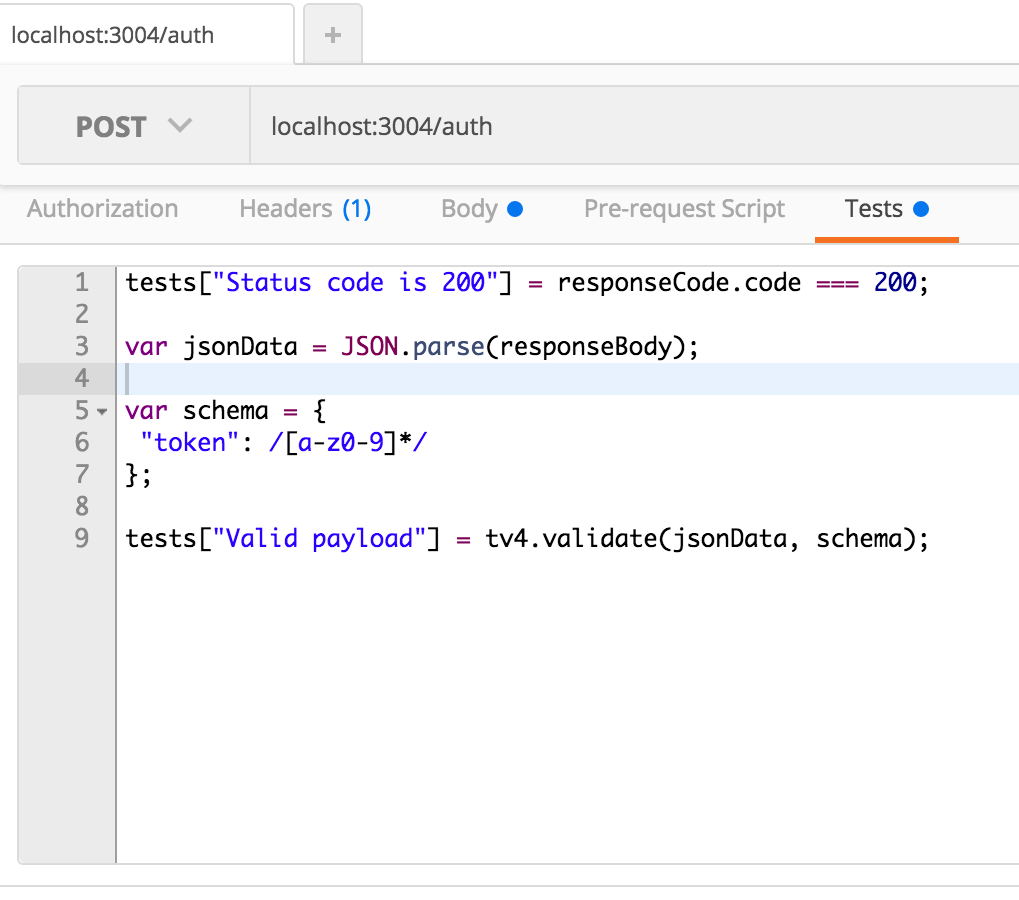 localhost:3004/auth +
POST localhost:3004/auth
Authorization Headers (1) Body Pre-request Script Tests
1 tests["Status code is 200"] = responseCode.code === 200;
2
3 var jsonData = JSON.parse(responseBody);
4
5 var schema = {
6 "token": /[a-z0-9]*/
7 };
8
9 tests["Valid payload"] = tv4.validate(jsonData, schema);